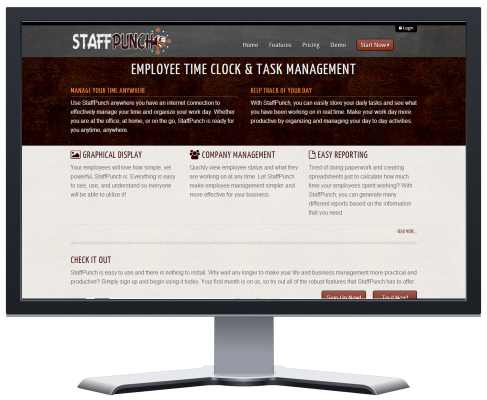 Login
STAFFPUNCH
Home Features Pricing Demo Start Now
EMPLOYEE TIME CLOCK & TASK MANAGEMENT
MANAGE YOUR TIME ANYWHERE
Use StaffPunch anywhere you have an internet connection to
effectively manage your time and organize your work day. Whether
you are at the office, at home, or on the go, StaffPunch is ready for
you anytime, anywhere.
KEEP TRACK OF YOUR DAY
With StaffPunch, you can easily store your daily tasks and see what
you have been working on in real time. Make your work day more
productive by organizing and managing your day to day activities.
GRAPHICAL DISPLAY
Your employees will love how simple, yet
powerful, StaffPunch is. Everything is easy
to see, use, and understand so everyone
will be able to utilize it!
COMPANY MANAGEMENT
Quickly view employee status and what they
are working on at any time. Let StaffPunch
make employee management simpler and
more effective for your business.
EASY REPORTING
Tired of doing paperwork and creating
spreadsheets just to calculate how much
time your employees spent working? With
StaffPunch, you can generate many
different reports based on the information
that you need.
READ MORE...
CHECK IT OUT
StaffPunch is easy to use and there is nothing to install. Why wait any longer to make your life and business management more practical and
productive? Simply sign up and begin using it today. Your first month is on us, so try out all of the robust features that StaffPunch has to offer.
Sign Up Now! Try it Now!